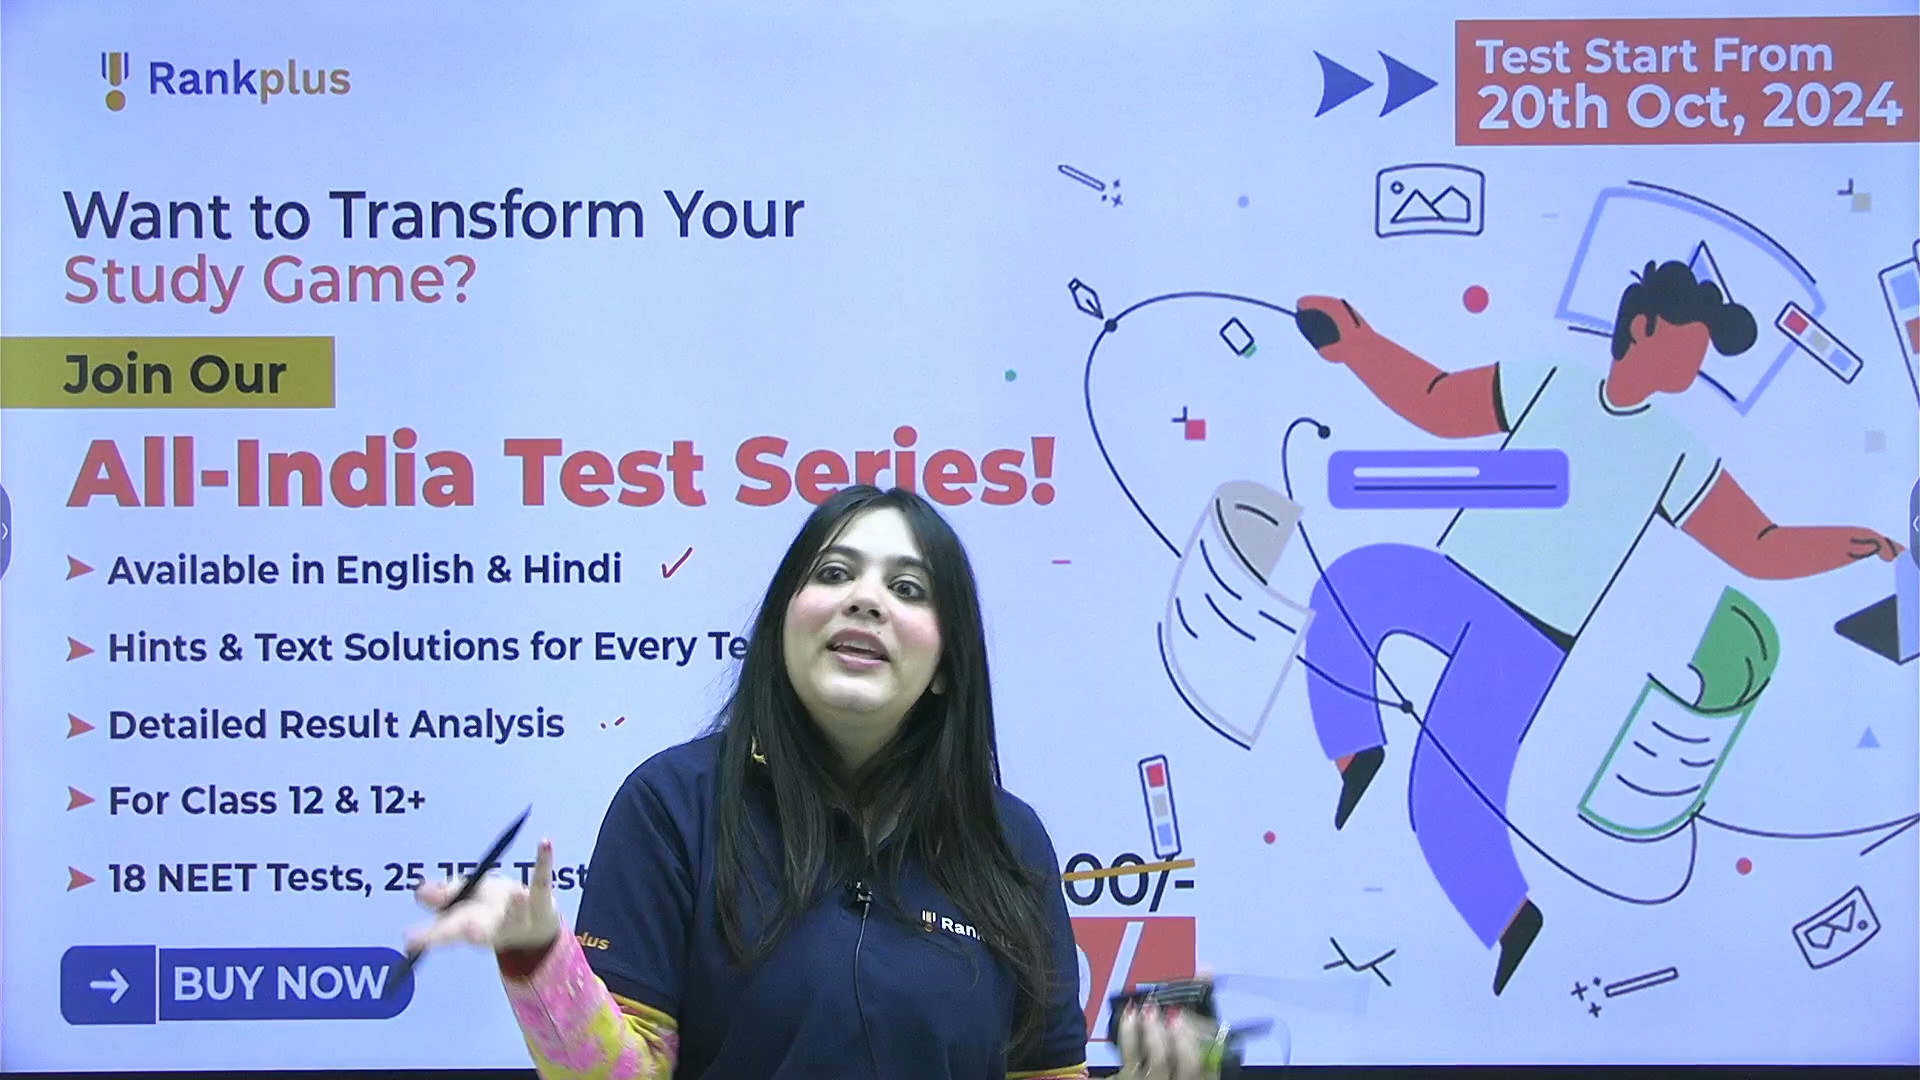 Rankplus
Test Start From
20th Oct, 2024
Want to Transform Your
Study Game?
Join Our
All-India Test Series!
Available in English & Hindi
Hints & Text Solutions for Every
Detailed Result Analysis
For Class 12 & 12+
18 NEET Tests, 25
00/-
BUY NOW